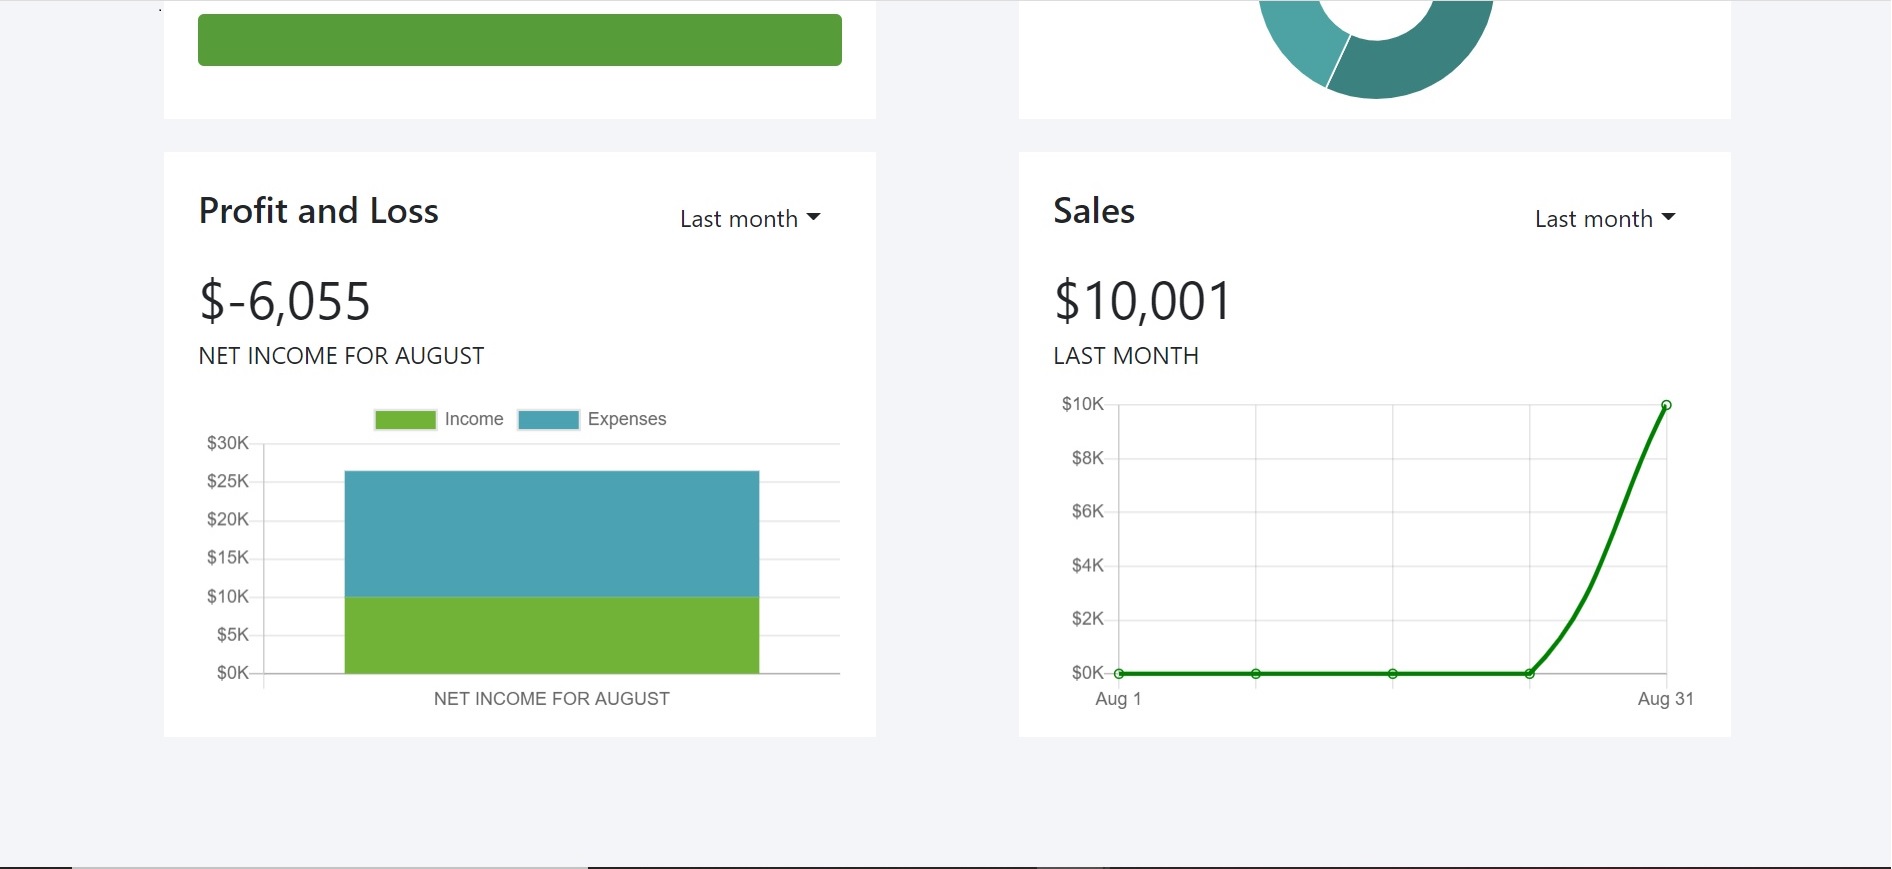 Profit and Loss
Last month
$-6,055
NET INCOME FOR AUGUST
Income
Expenses
$30K
$25K
$20K
$15K
$10K
$5K
$0K
NET INCOME FOR AUGUST
Sales
Last month
$10,001
LAST MONTH
$10K
$8K
$6K
$4K
$2K
$0K
Aug 1
Aug 31